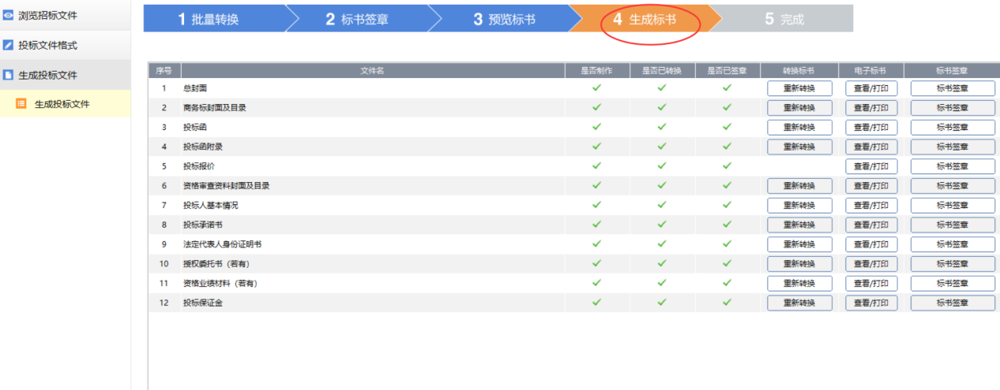 浏览招标文件
投标文件格式
生成投标文件
生成投标文件
1 批量转换 2 标书签章 3 预览标书 4 生成标书 5 完成
序号 文件名 是否制作 是否已转换 是否已签章 转换标书 电子标书 标书签章
1 总封面 重新转换 查看/打印 标书签章
2 商务标封面及目录 重新转换 查看/打印 标书签章
3 投标函 重新转换 查看/打印 标书签章
4 投标函附录 重新转换 查看/打印 标书签章
5 投标报价 查看/打印 标书签章
6 资格审查资料封面及目录 重新转换 查看/打印 标书签章
7 投标人基本情况 重新转换 查看/打印 标书签章
8 投标承诺书 重新转换 查看/打印 标书签章
9 法定代表人身份证明书 重新转换 查看/打印 标书签章
10 授权委托书（若有） 重新转换 查看/打印 标书签章
11 资格业绩材料（若有） 重新转换 查看/打印 标书签章
12 投标保证金 重新转换 查看/打印 标书签章